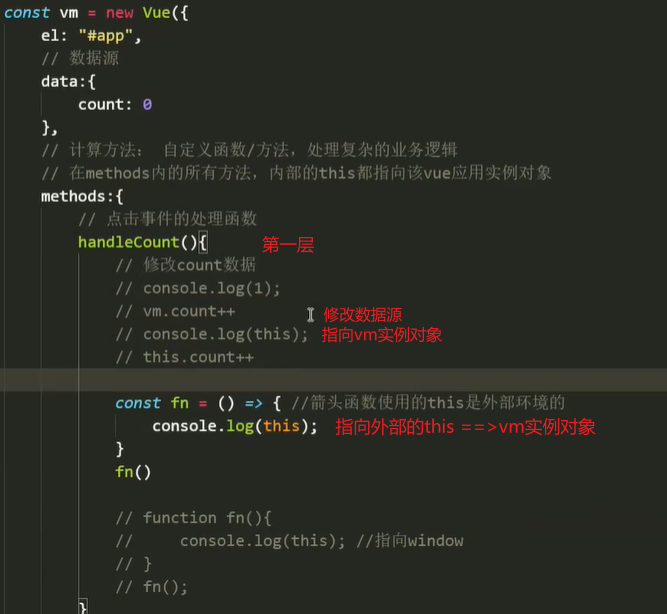 const vm = new Vue({
el: "#app",
// 数据源
data:{
count: 0
},
// 计算方法： 自定义函数/方法，处理复杂的业务逻辑
// 在methods内的所有方法，内部的this都指向该vue应用实例对象
methods:{
// 点击事件的处理函数
handleCount(){ 第一层
// 修改count数据
// console.log(1);
// vm.count++ 修改数据源
// console.log(this); 指向vm实例对象
// this.count++
const fn = () => { //箭头函数使用的this是外部环境的
console.log(this); 指向外部的this ==>vm实例对象
}
fn()
// function fn(){
// console.log(this); //指向window
// }
// fn();
}